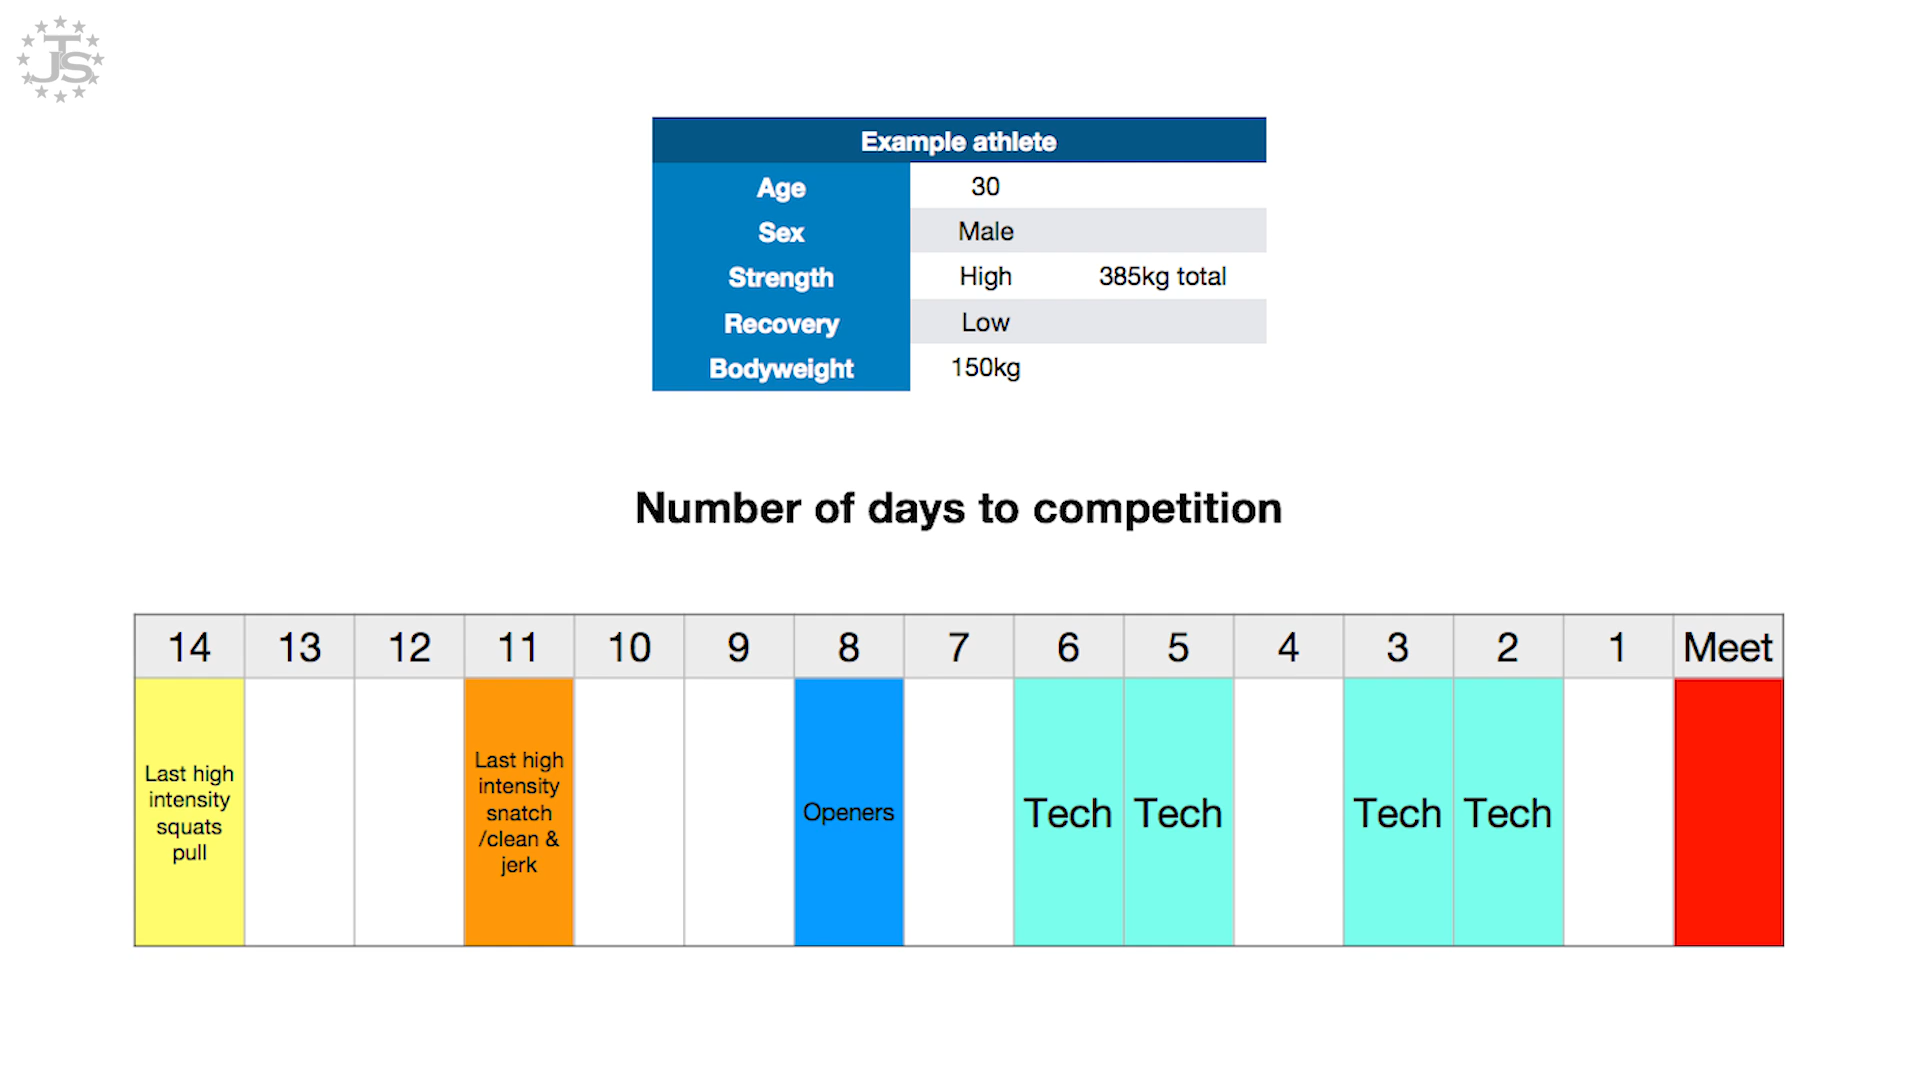 JTS
Example athlete
Age 30
Sex Male
Strength High 385kg total
Recovery Low
Bodyweight 150kg
Number of days to competition
14 13 12 11 10 9 8 7 6 5 4 3 2 1 Meet
Last high
intensity
squats
pull
Last high
intensity
snatch
/clean &
jerk
Openers
Tech
Tech
Tech
Tech